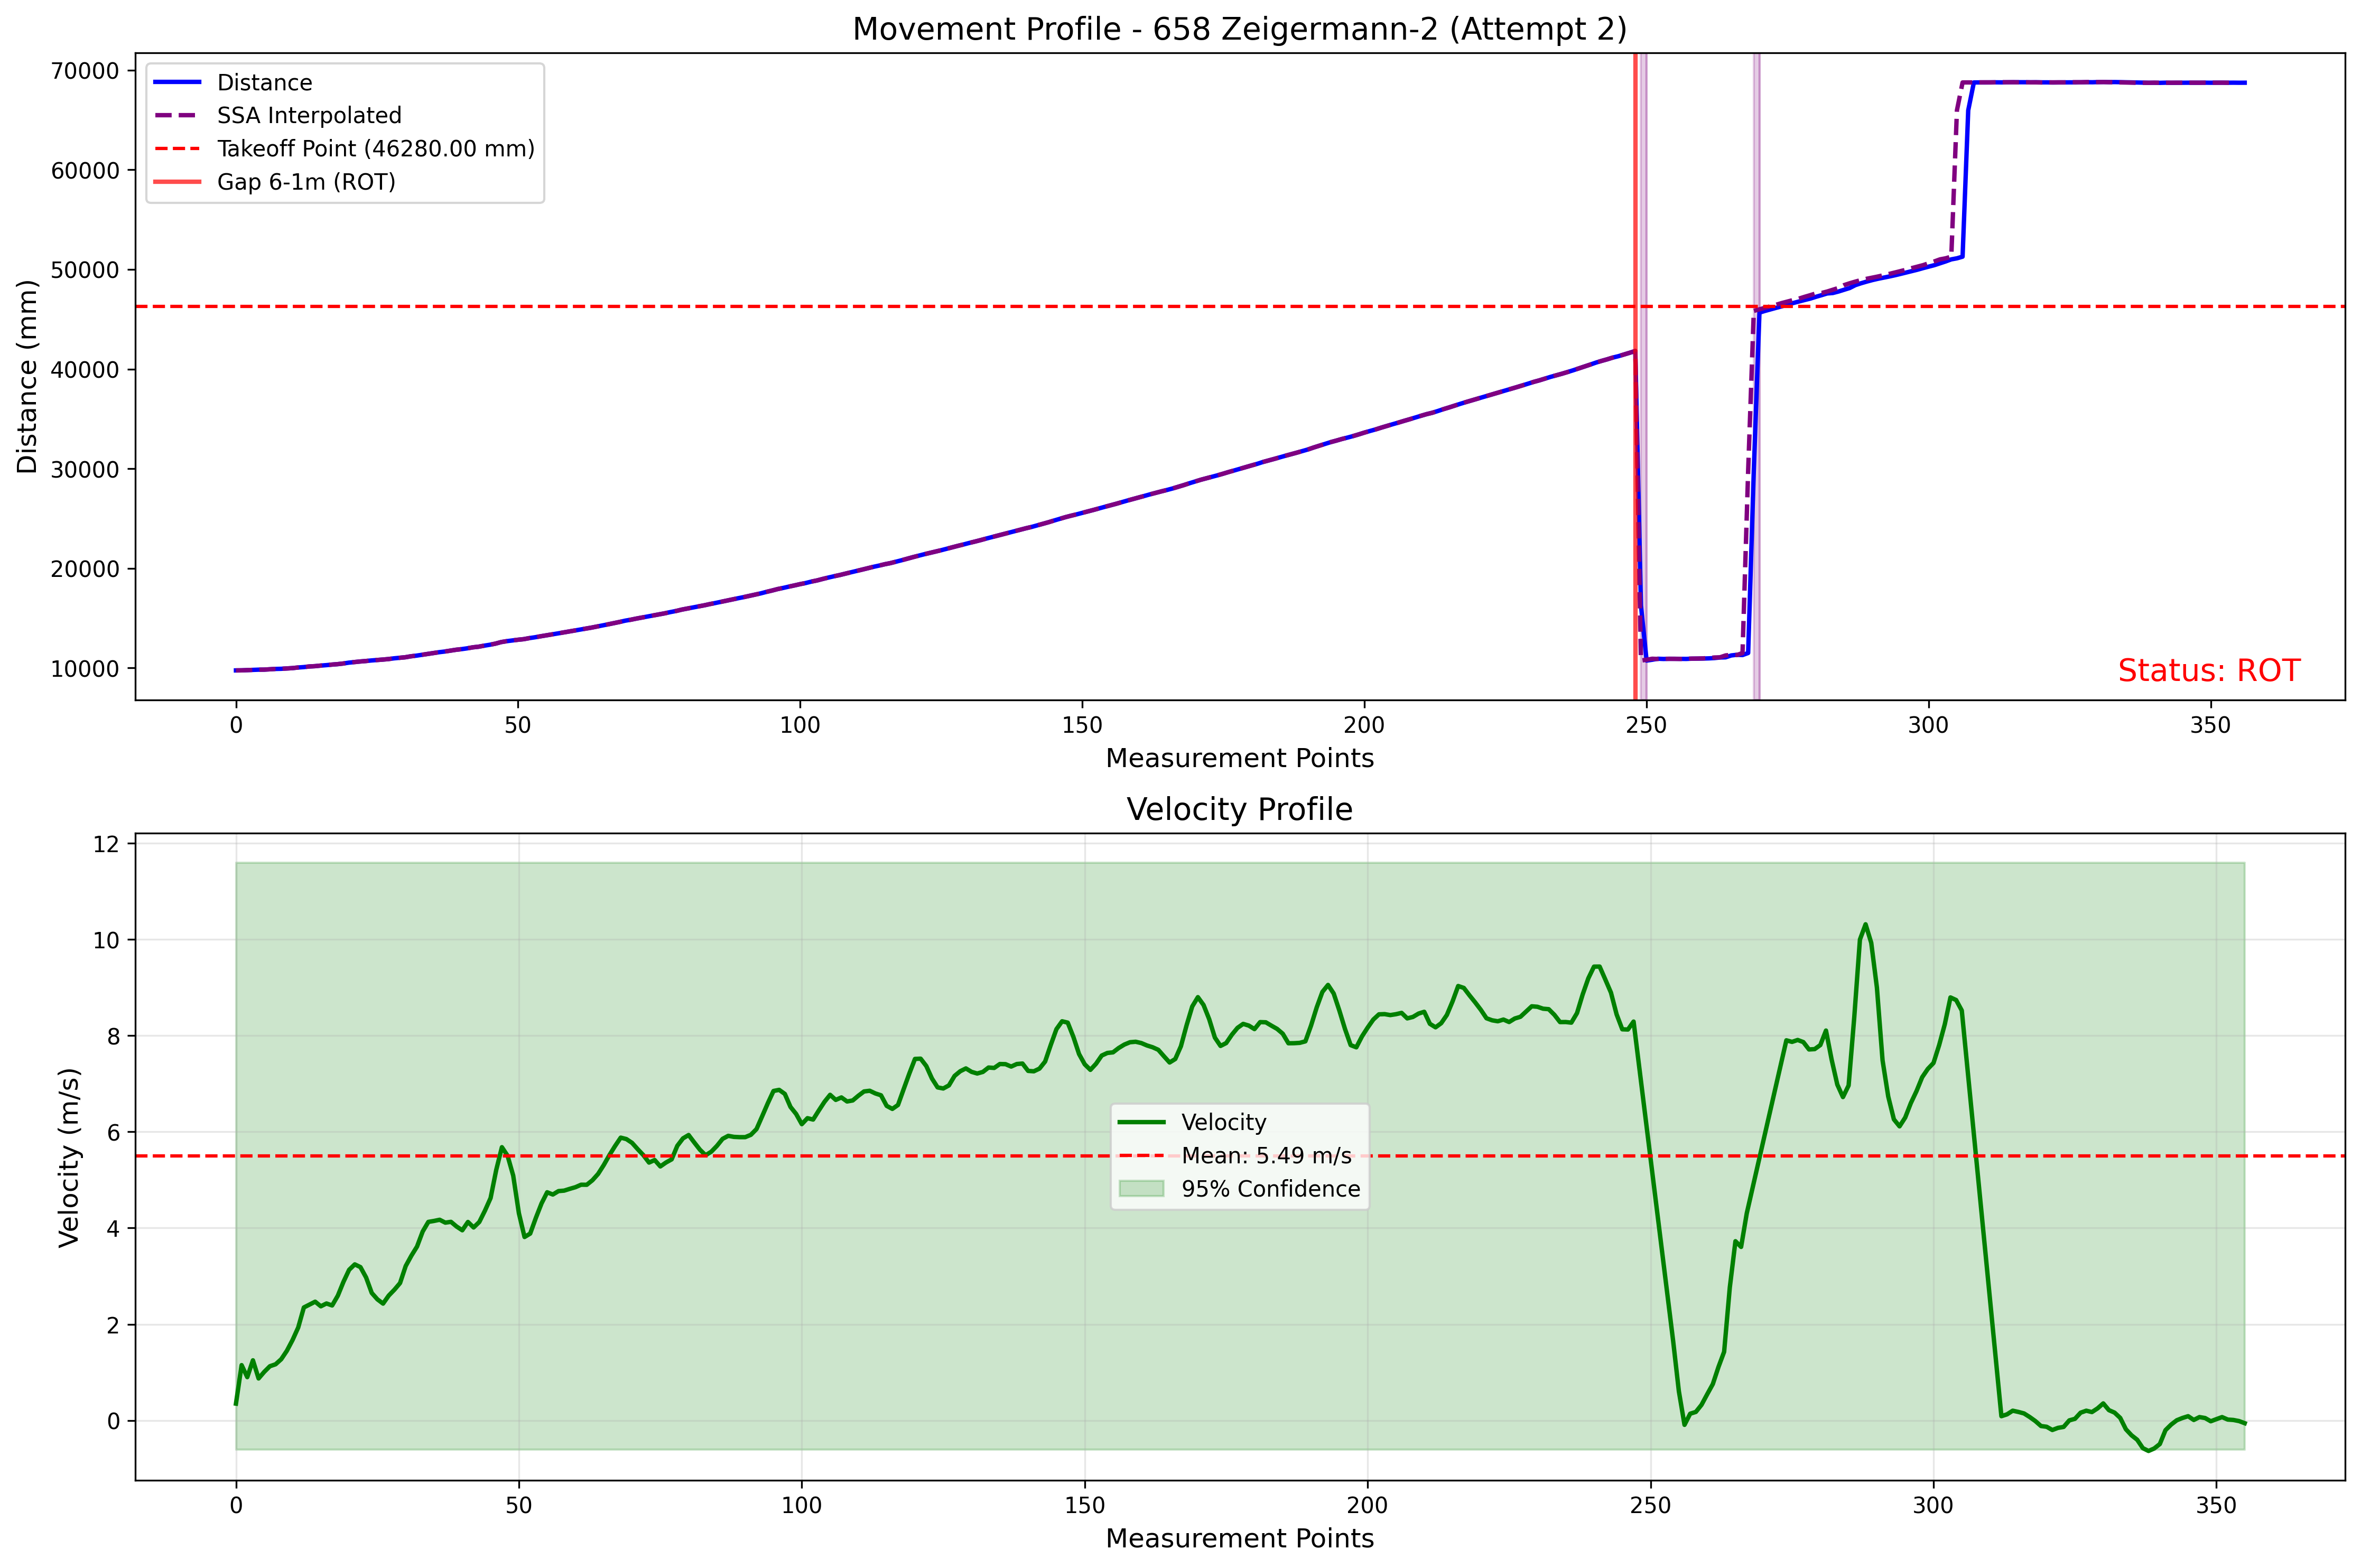 Movement Profile - 658 Zeigermann-2 (Attempt 2)
Distance (mm)
70000
60000
50000
40000
30000
20000
10000
Distance
SSA Interpolated
Takeoff Point (46280.00 mm)
Gap 6-1m (ROT)
Status: ROT
0 50 100 150 200 250 300 350
Measurement Points
Velocity Profile
Velocity (m/s)
12
10
8
6
4
2
0
Velocity
Mean: 5.49 m/s
95% Confidence
0 50 100 150 200 250 300 350
Measurement Points